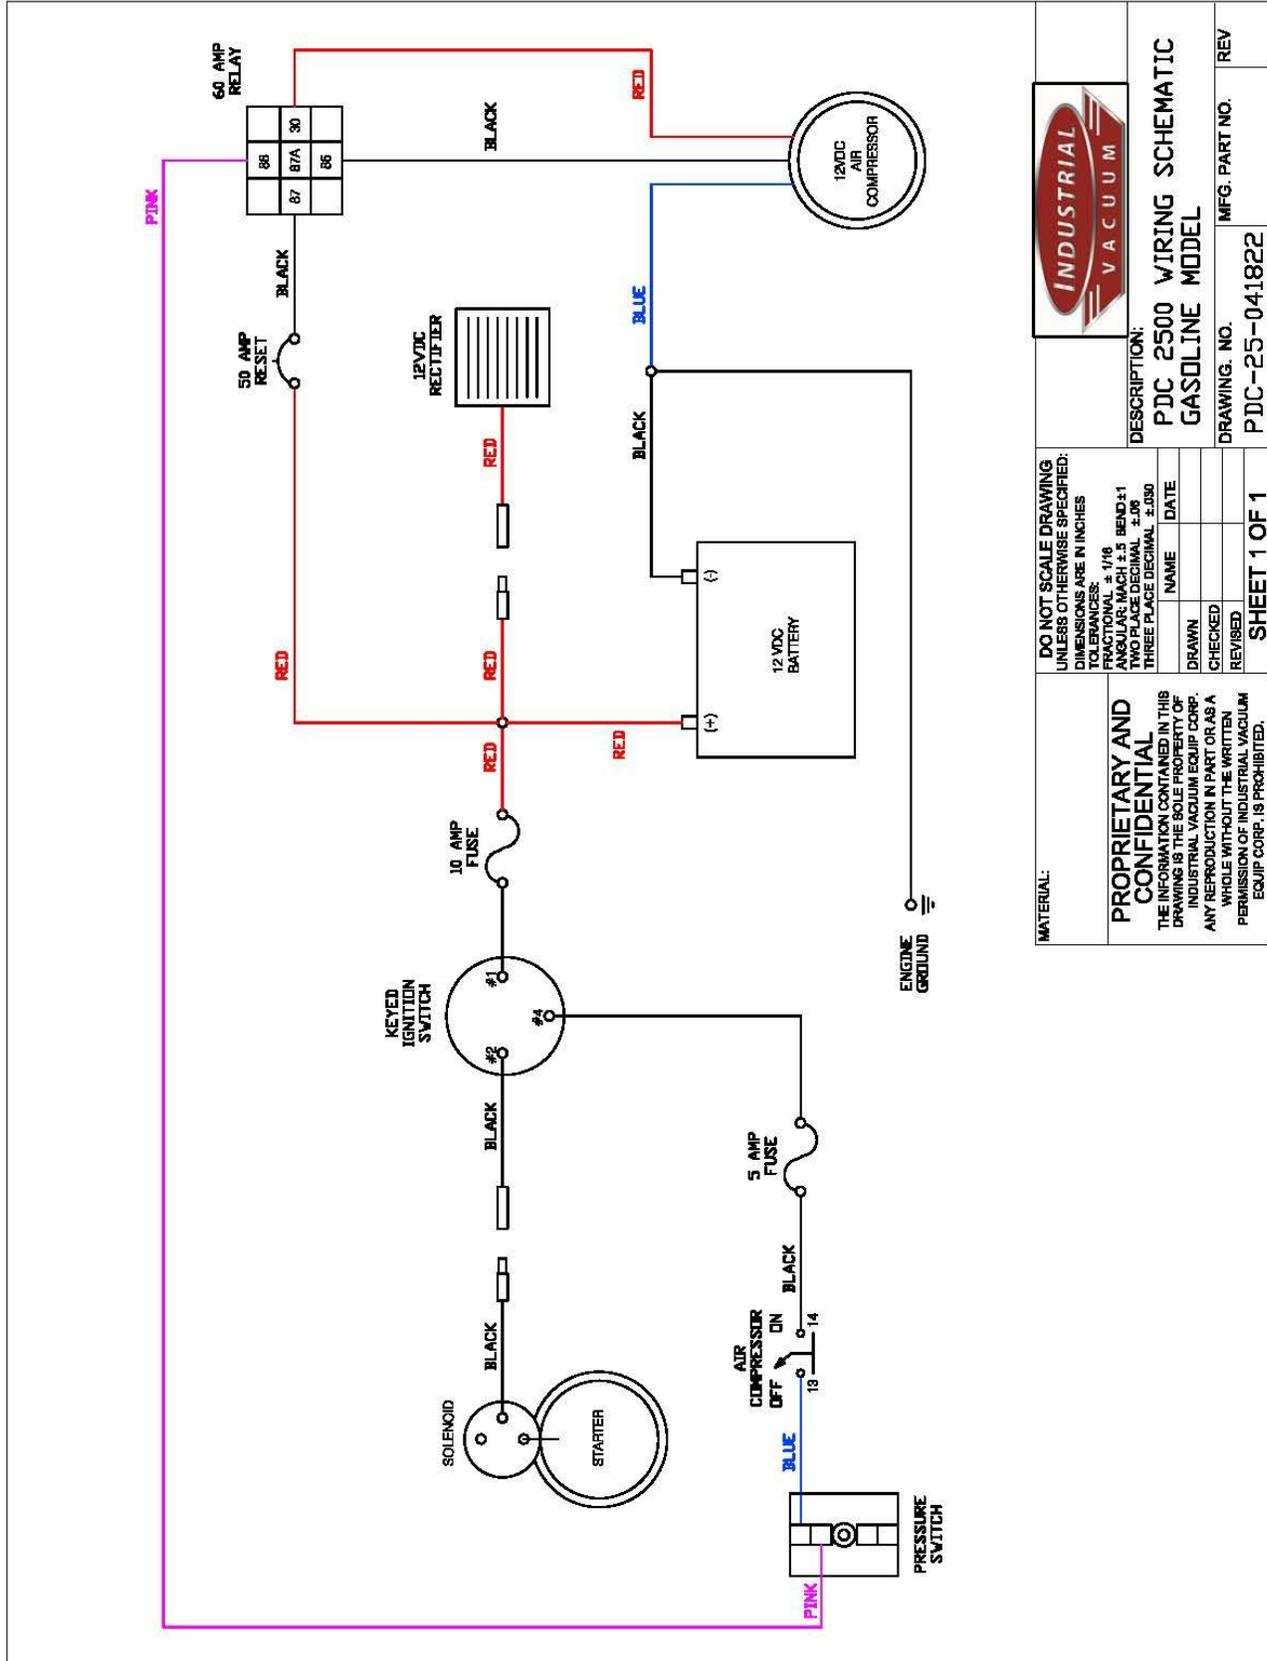 PINK
60 AMP
RELAY
86
87
87A
30
85
RED
BLACK
50 AMP
RESET
BLACK
RED
12VDC
RECTIFIER
RED
RED
RED
RED
10 AMP
FUSE
KEYED
IGNITION
SWITCH
#1
#2
#4
BLACK
BLACK
SOLENOID
STARTER
12VDC
AIR
COMPRESSOR
BLUE
BLACK
(+)
(-)
12 VDC
BATTERY
ENGINE
GROUND
5 AMP
FUSE
BLACK
AIR
COMPRESSOR
OFF ON
13 14
BLUE
PINK
PRESSURE
SWITCH
MATERIAL:
PROPRIETARY AND
CONFIDENTIAL
THE INFORMATION CONTAINED IN THIS
DRAWING IS THE SOLE PROPERTY OF
INDUSTRIAL VACUUM EQUIP CORP.
ANY REPRODUCTION IN PART OR AS A
WHOLE WITHOUT THE WRITTEN
PERMISSION OF INDUSTRIAL VACUUM
EQUIP CORP. IS PROHIBITED.
DO NOT SCALE DRAWING
UNLESS OTHERWISE SPECIFIED:
DIMENSIONS ARE IN INCHES
TOLERANCES:
FRACTIONAL ± 1/16
ANGULAR: MACH ±.5 BEND ±1
TWO PLACE DECIMAL ±.06
THREE PLACE DECIMAL ±.030
NAME DATE
DRAWN
CHECKED
REVISED
SHEET 1 OF 1
INDUSTRIAL
VACUUM
DESCRIPTION:
PDC 2500 WIRING SCHEMATIC
GASOLINE MODEL
DRAWING. NO.
PDC-25-041822
MFG. PART NO.
REV